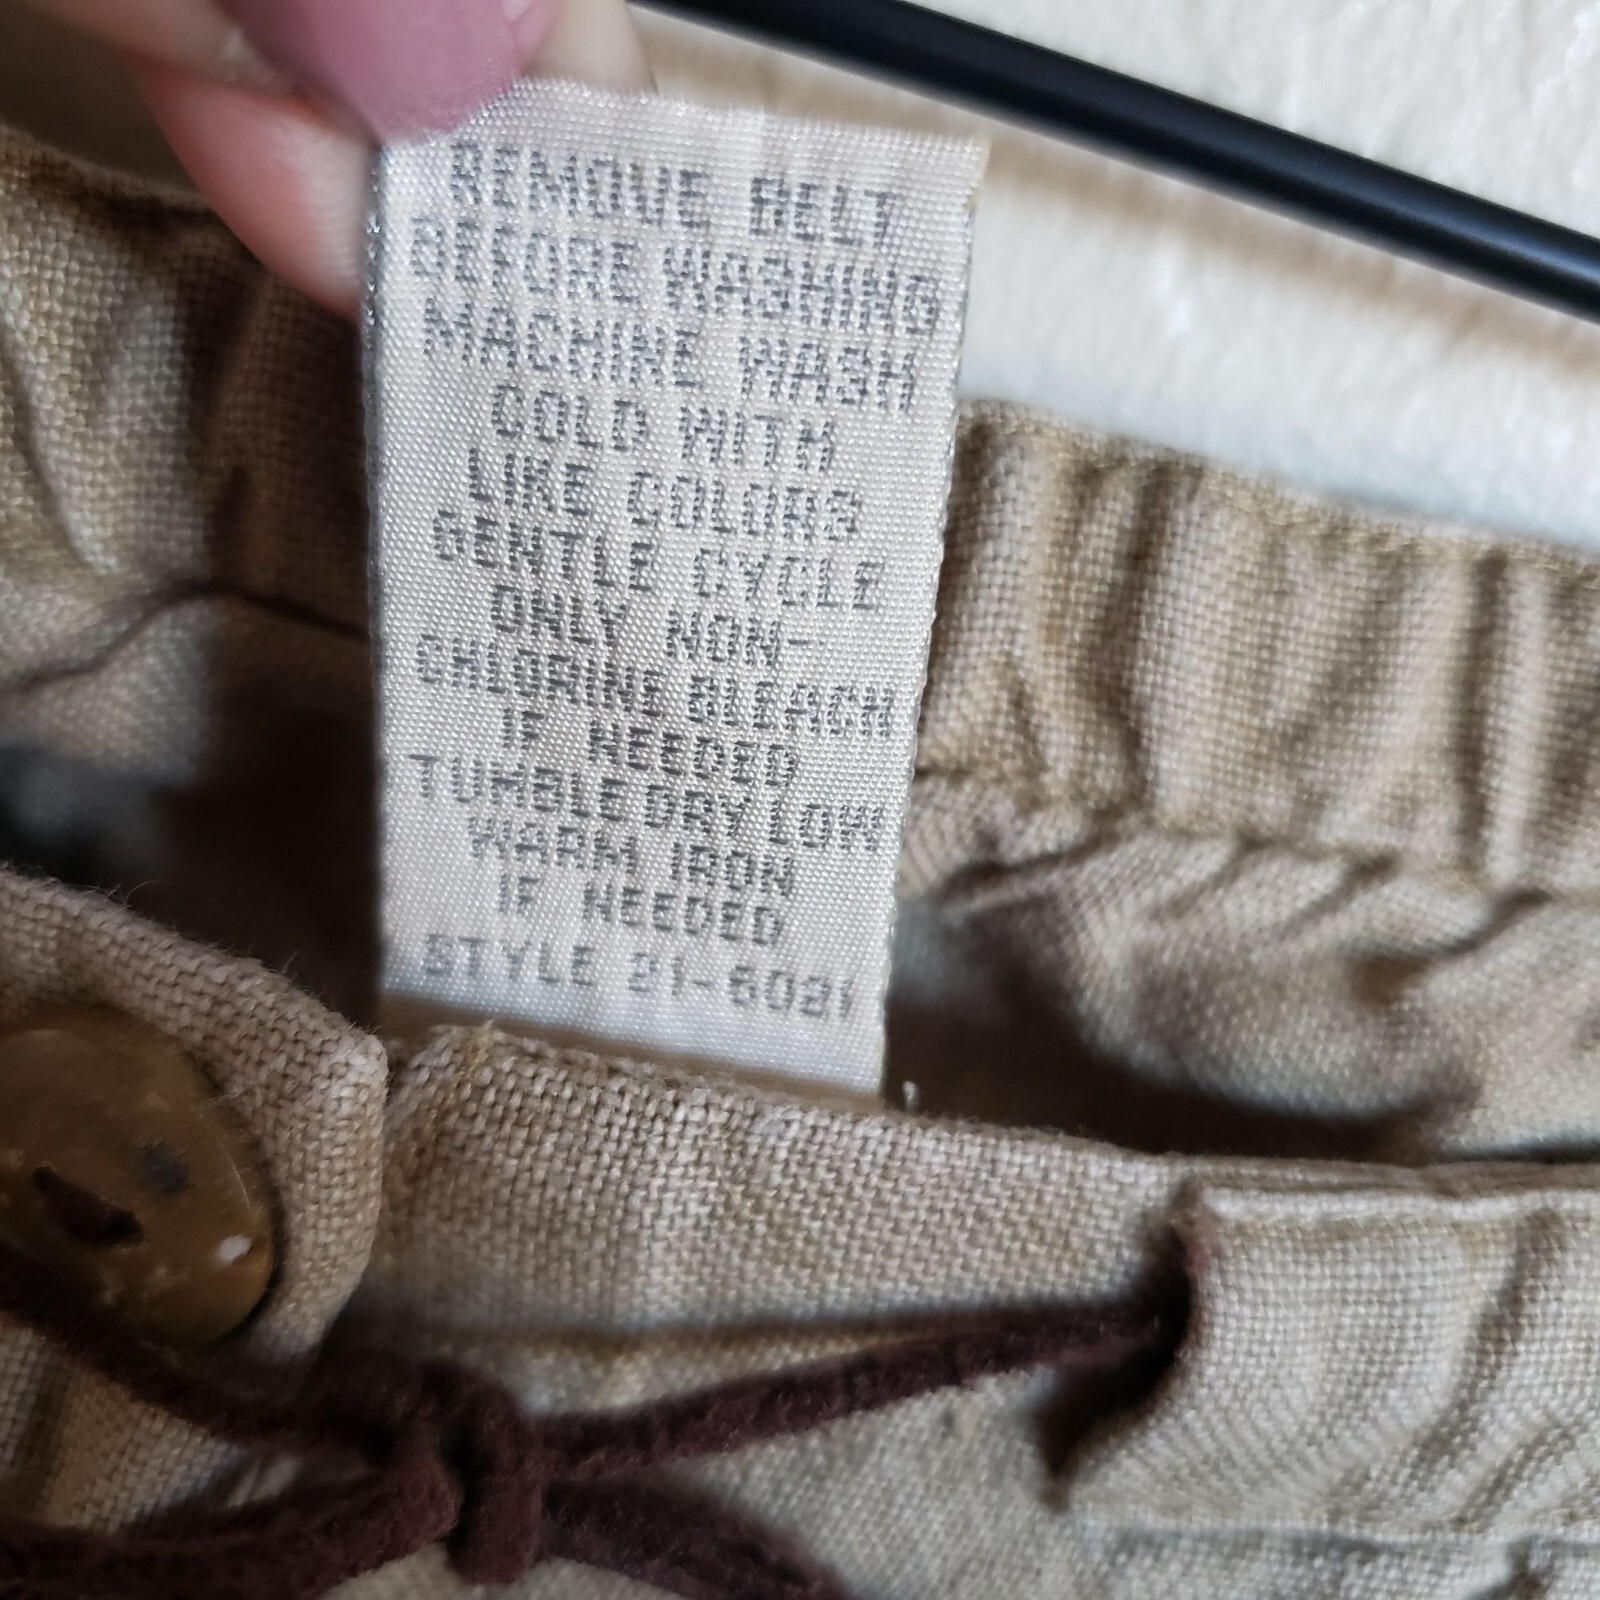 REMOVE BELT
BEFORE WASHING
MACHINE WASH
COLD WITH
LIKE COLORS
GENTLE CYCLE
ONLY NON-
CHLORINE BLEACH
IF NEEDED
TUMBLE DRY LOW
WARM IRON
IF NEEDED
STYLE 21-6021